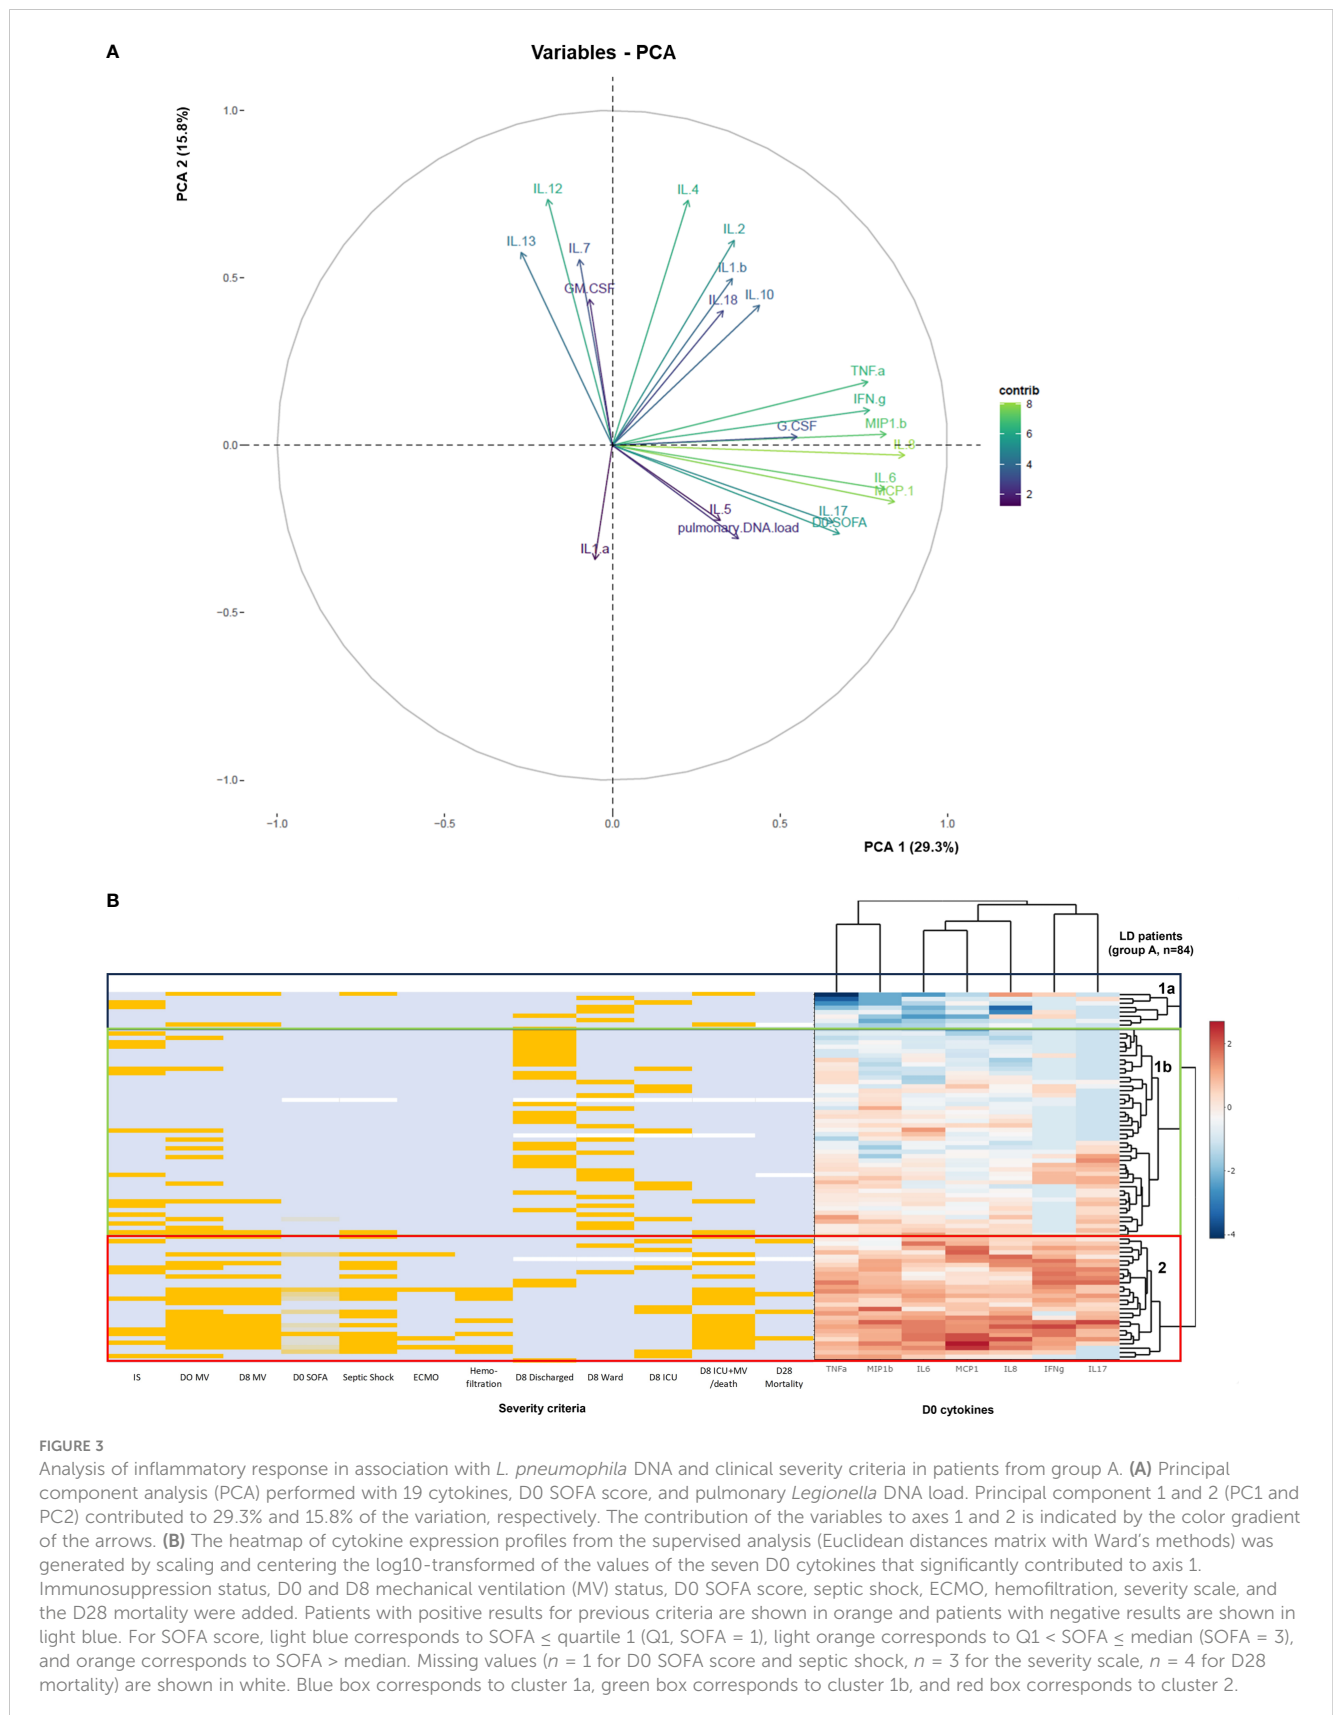 A
Variables - PCA
PCA 2 (15.8%)
1.0
0.5
0.0
−0.5
−1.0
IL.12
IL.4
IL.13
IL.7
IL.2
GM.CSF
IL1.b
IL.18
IL.10
TNF.a
IFN.g
G.CSF
MIP1.b
IL.8
IL.6
MCP.1
IL.5
IL.17
pulmonary.DNA.load
D0.SOFA
IL1.a
contrib
8
6
4
2
−1.0
−0.5
0.0
0.5
1.0
PCA 1 (29.3%)
B
LD patients
(group A, n=84)
1a
1b
2
2
0
-2
-4
IS
DO MV
D8 MV
D0 SOFA
Septic Shock
ECMO
Hemo-
filtration
D8 Discharged
D8 Ward
D8 ICU
D8 ICU+MV
/death
D28
Mortality
TNFa
MIP1b
IL6
MCP1
IL8
IFNg
IL17
Severity criteria
D0 cytokines
FIGURE 3
Analysis of inflammatory response in association with L. pneumophila DNA and clinical severity criteria in patients from group A. (A) Principal
component analysis (PCA) performed with 19 cytokines, D0 SOFA score, and pulmonary Legionella DNA load. Principal component 1 and 2 (PC1 and
PC2) contributed to 29.3% and 15.8% of the variation, respectively. The contribution of the variables to axes 1 and 2 is indicated by the color gradient
of the arrows. (B) The heatmap of cytokine expression profiles from the supervised analysis (Euclidean distances matrix with Ward's methods) was
generated by scaling and centering the log10-transformed of the values of the seven D0 cytokines that significantly contributed to axis 1.
Immunosuppression status, D0 and D8 mechanical ventilation (MV) status, D0 SOFA score, septic shock, ECMO, hemofiltration, severity scale, and
the D28 mortality were added. Patients with positive results for previous criteria are shown in orange and patients with negative results are shown in
light blue. For SOFA score, light blue corresponds to SOFA ≤ quartile 1 (Q1, SOFA = 1), light orange corresponds to Q1 < SOFA ≤ median (SOFA = 3),
and orange corresponds to SOFA > median. Missing values (n = 1 for D0 SOFA score and septic shock, n = 3 for the severity scale, n = 4 for D28
mortality) are shown in white. Blue box corresponds to cluster 1a, green box corresponds to cluster 1b, and red box corresponds to cluster 2.